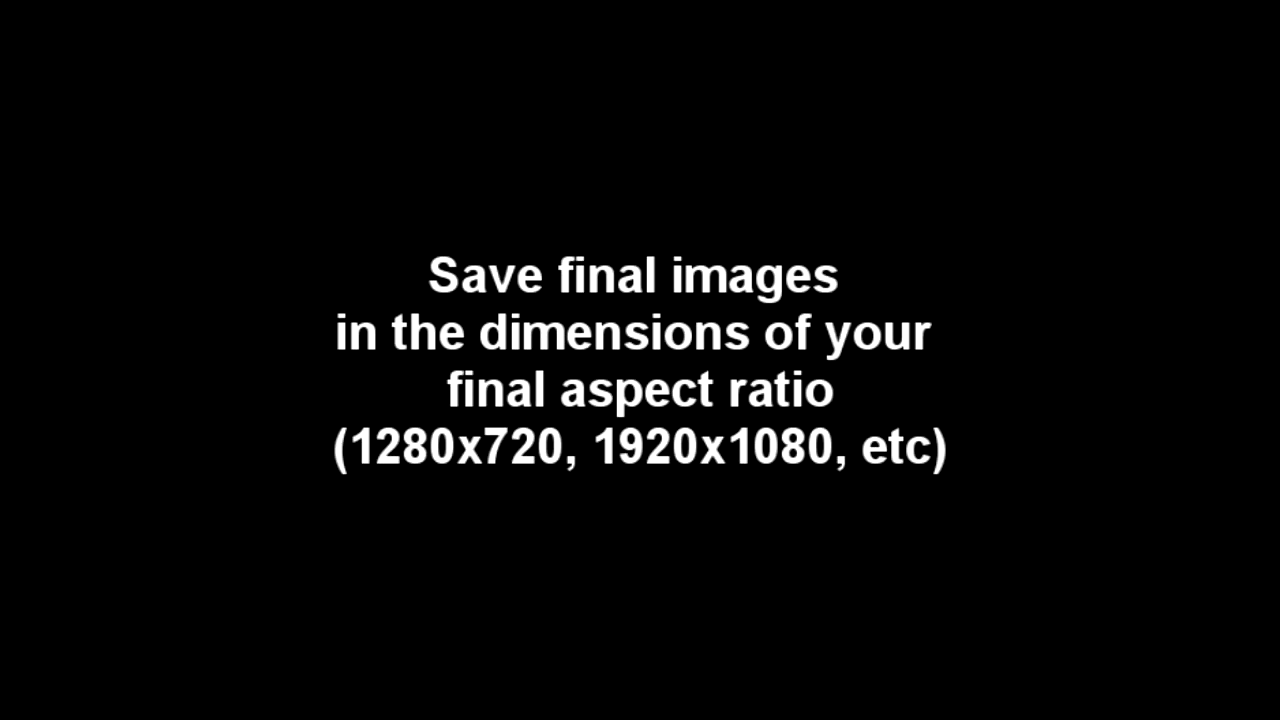 Save final images
in the dimensions of your
final aspect ratio
(1280x720, 1920x1080, etc)